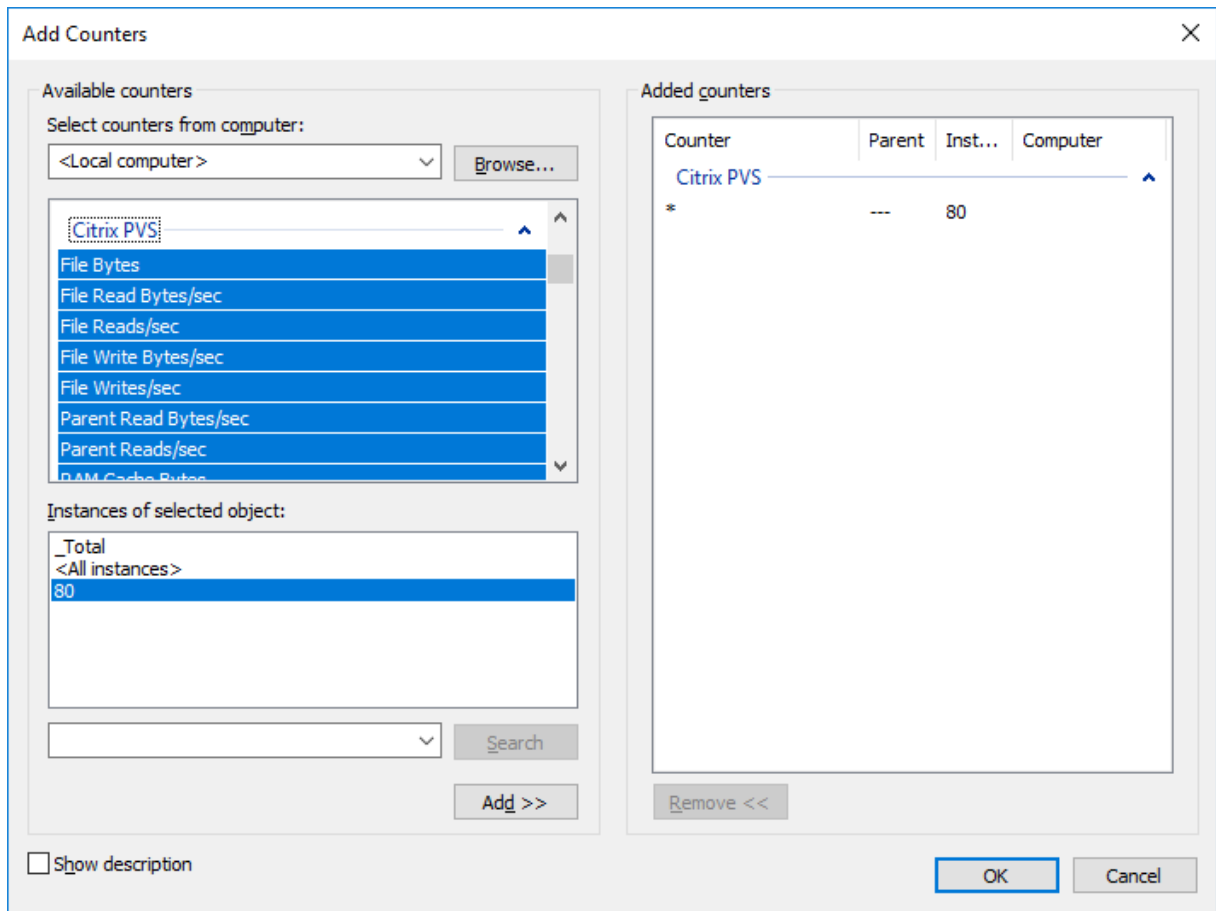 Add Counters
Available counters
Select counters from computer:
<Local computer>
Browse...
Citrix PVS
File Bytes
File Read Bytes/sec
File Reads/sec
File Write Bytes/sec
File Writes/sec
Parent Read Bytes/sec
Parent Reads/sec
RAM Cache Bytes
Instances of selected object:
_Total
<All instances>
80
Search
Add >>
Show description
Added counters
Counter Parent Inst... Computer
Citrix PVS
* --- 80
Remove <<
OK
Cancel